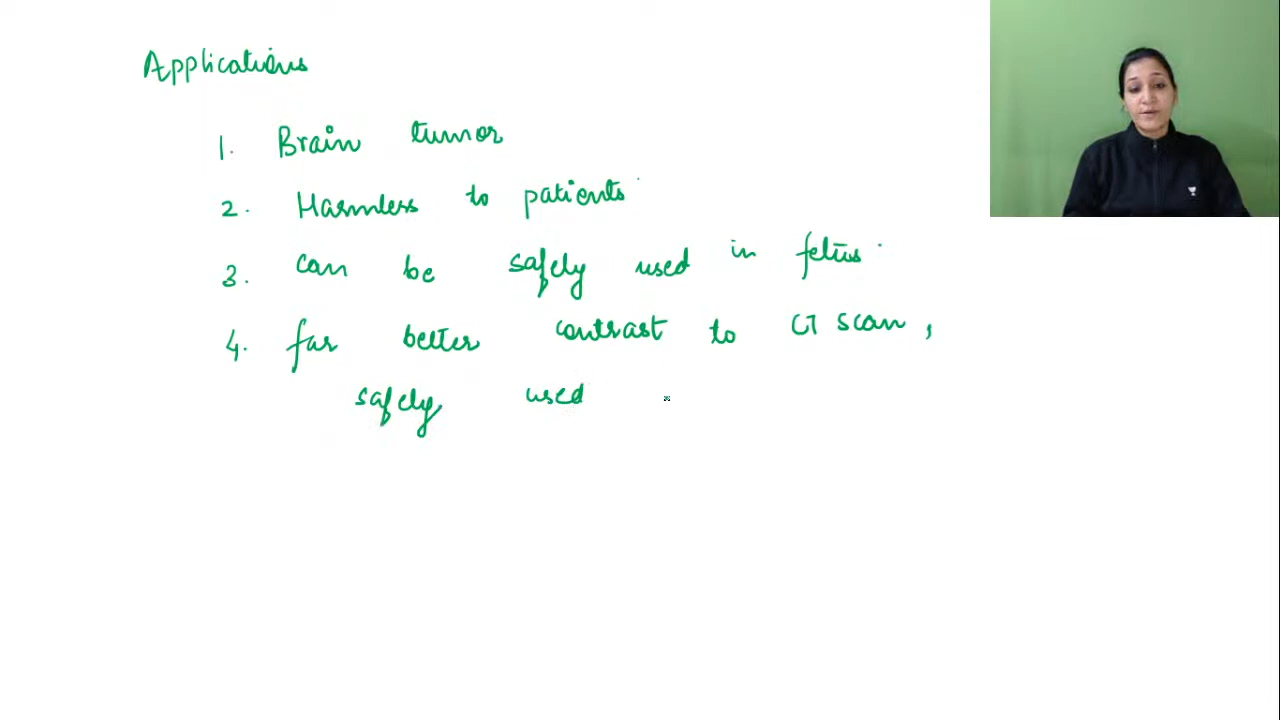 Applications
1. Brain tumor
2. Harmless to patients
3. can be safely used in fetus.
4. far better contrast to CT scan,
safely used